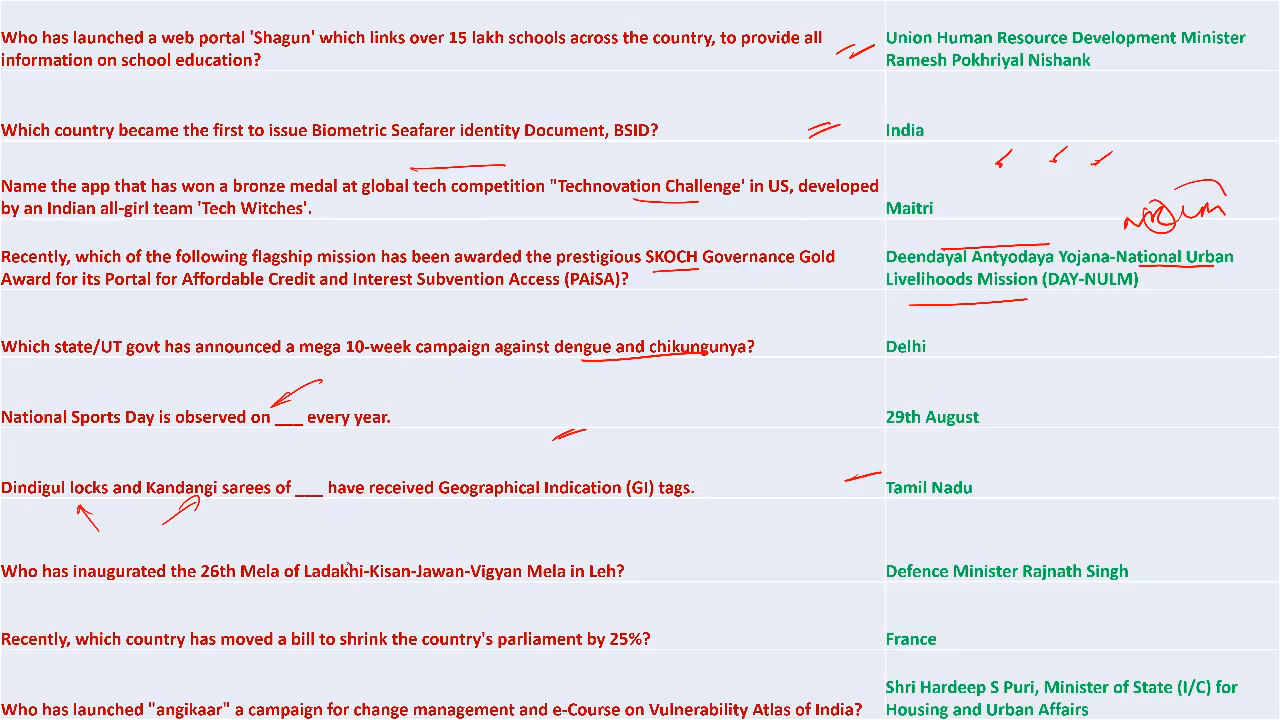 Who has launched a web portal 'Shagun' which links over 15 lakh schools across the country, to provide all
information on school education?
Union Human Resource Development Minister
Ramesh Pokhriyal Nishank
Which country became the first to issue Biometric Seafarer identity Document, BSID?
India
Name the app that has won a bronze medal at global tech competition "Technovation Challenge' in US, developed
by an Indian all-girl team 'Tech Witches'.
Maitri
Recently, which of the following flagship mission has been awarded the prestigious SKOCH Governance Gold
Award for its Portal for Affordable Credit and Interest Subvention Access (PAiSA)?
Deendayal Antyodaya Yojana-National Urban
Livelihoods Mission (DAY-NULM)
Which state/UT govt has announced a mega 10-week campaign against dengue and chikungunya?
Delhi
National Sports Day is observed on ___ every year.
29th August
Dindigul locks and Kandangi sarees of ___ have received Geographical Indication (GI) tags.
Tamil Nadu
Who has inaugurated the 26th Mela of Ladakhi-Kisan-Jawan-Vigyan Mela in Leh?
Defence Minister Rajnath Singh
Recently, which country has moved a bill to shrink the country's parliament by 25%?
France
Who has launched "angikaar" a campaign for change management and e-Course on Vulnerability Atlas of India?
Shri Hardeep S Puri, Minister of State (I/C) for
Housing and Urban Affairs